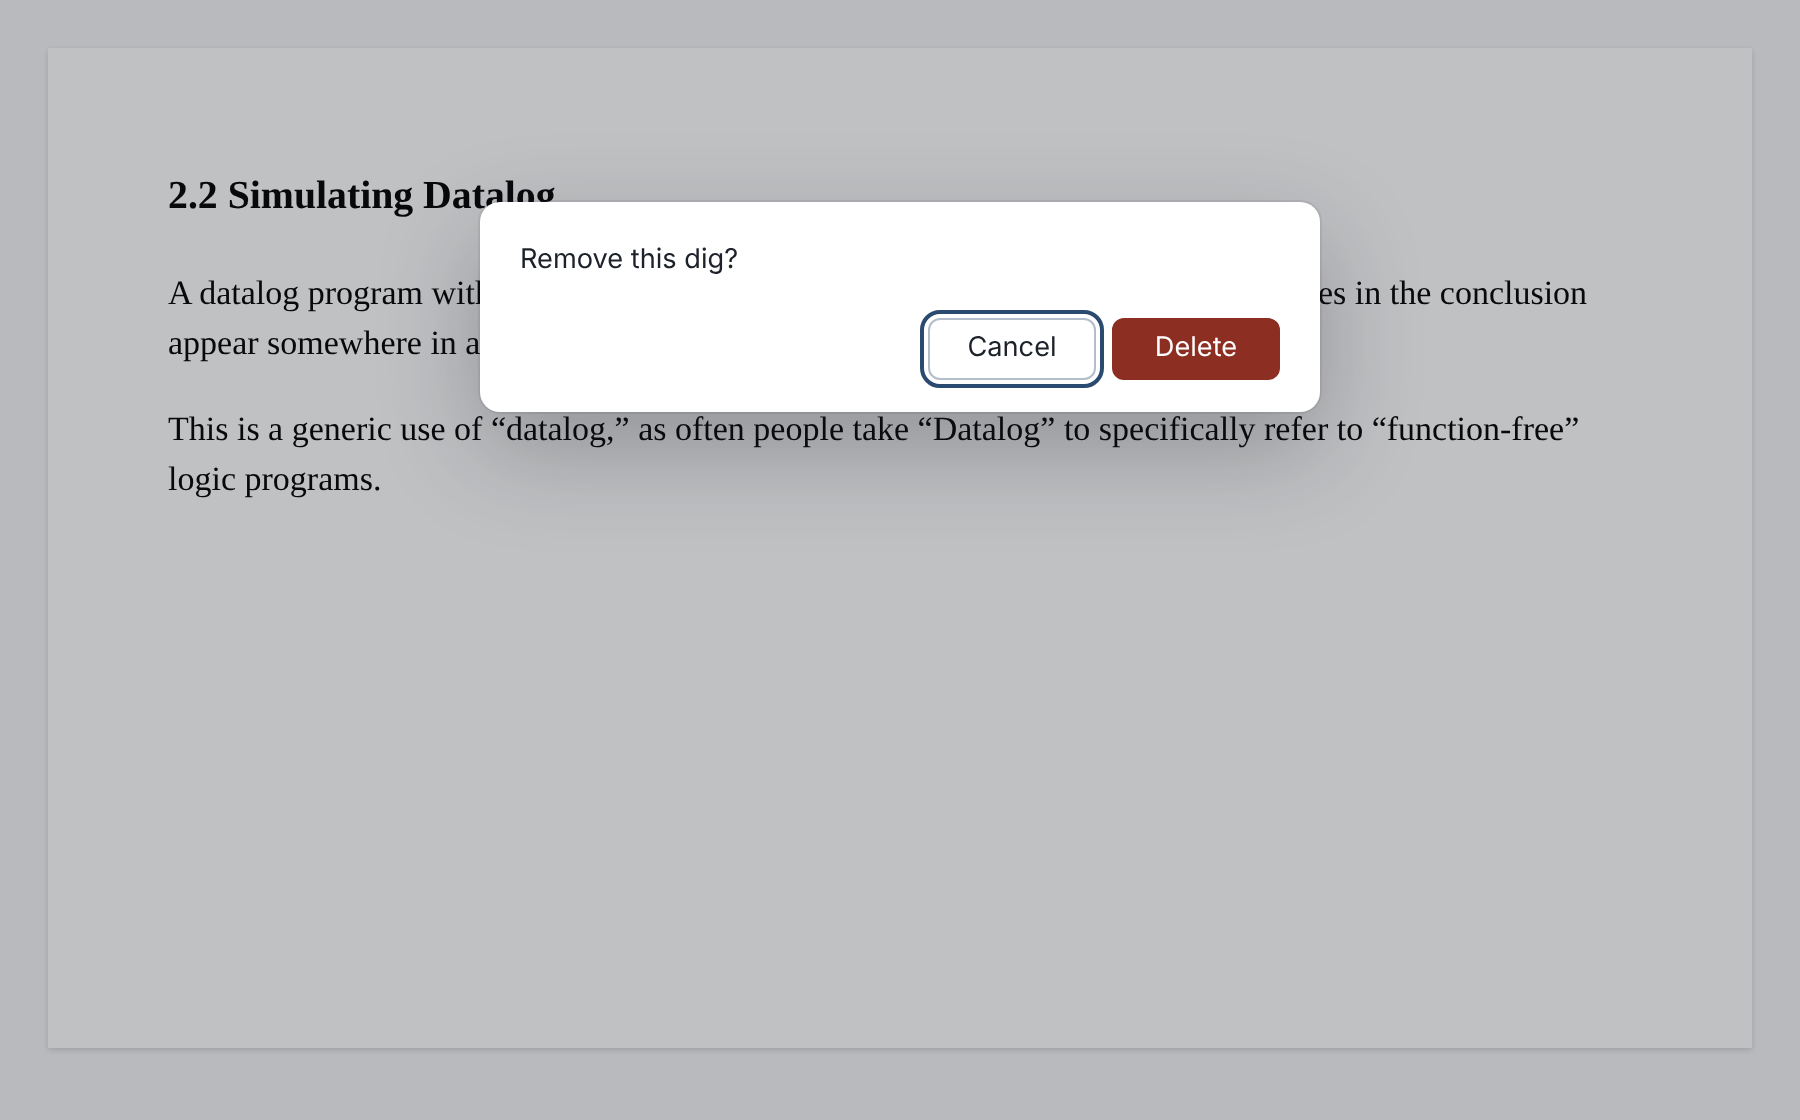 2.2 Simulating Datalog
Remove this dig?
A datalog program
es in the conclusion
appear somewhere in a
Cancel
Delete
This is a generic use of “datalog,” as often people take “Datalog” to specifically refer to “function-free”
logic programs.